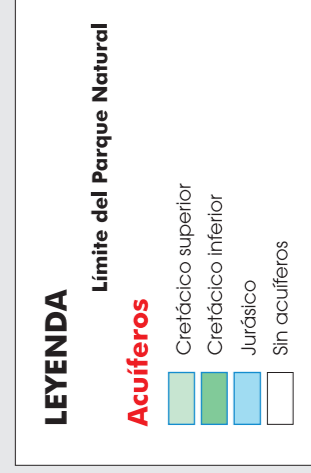 LEYENDA
Límite del Parque Natural
Acuíferos
Cretácico superior
Cretácico inferior
Jurásico
Sin acuíferos